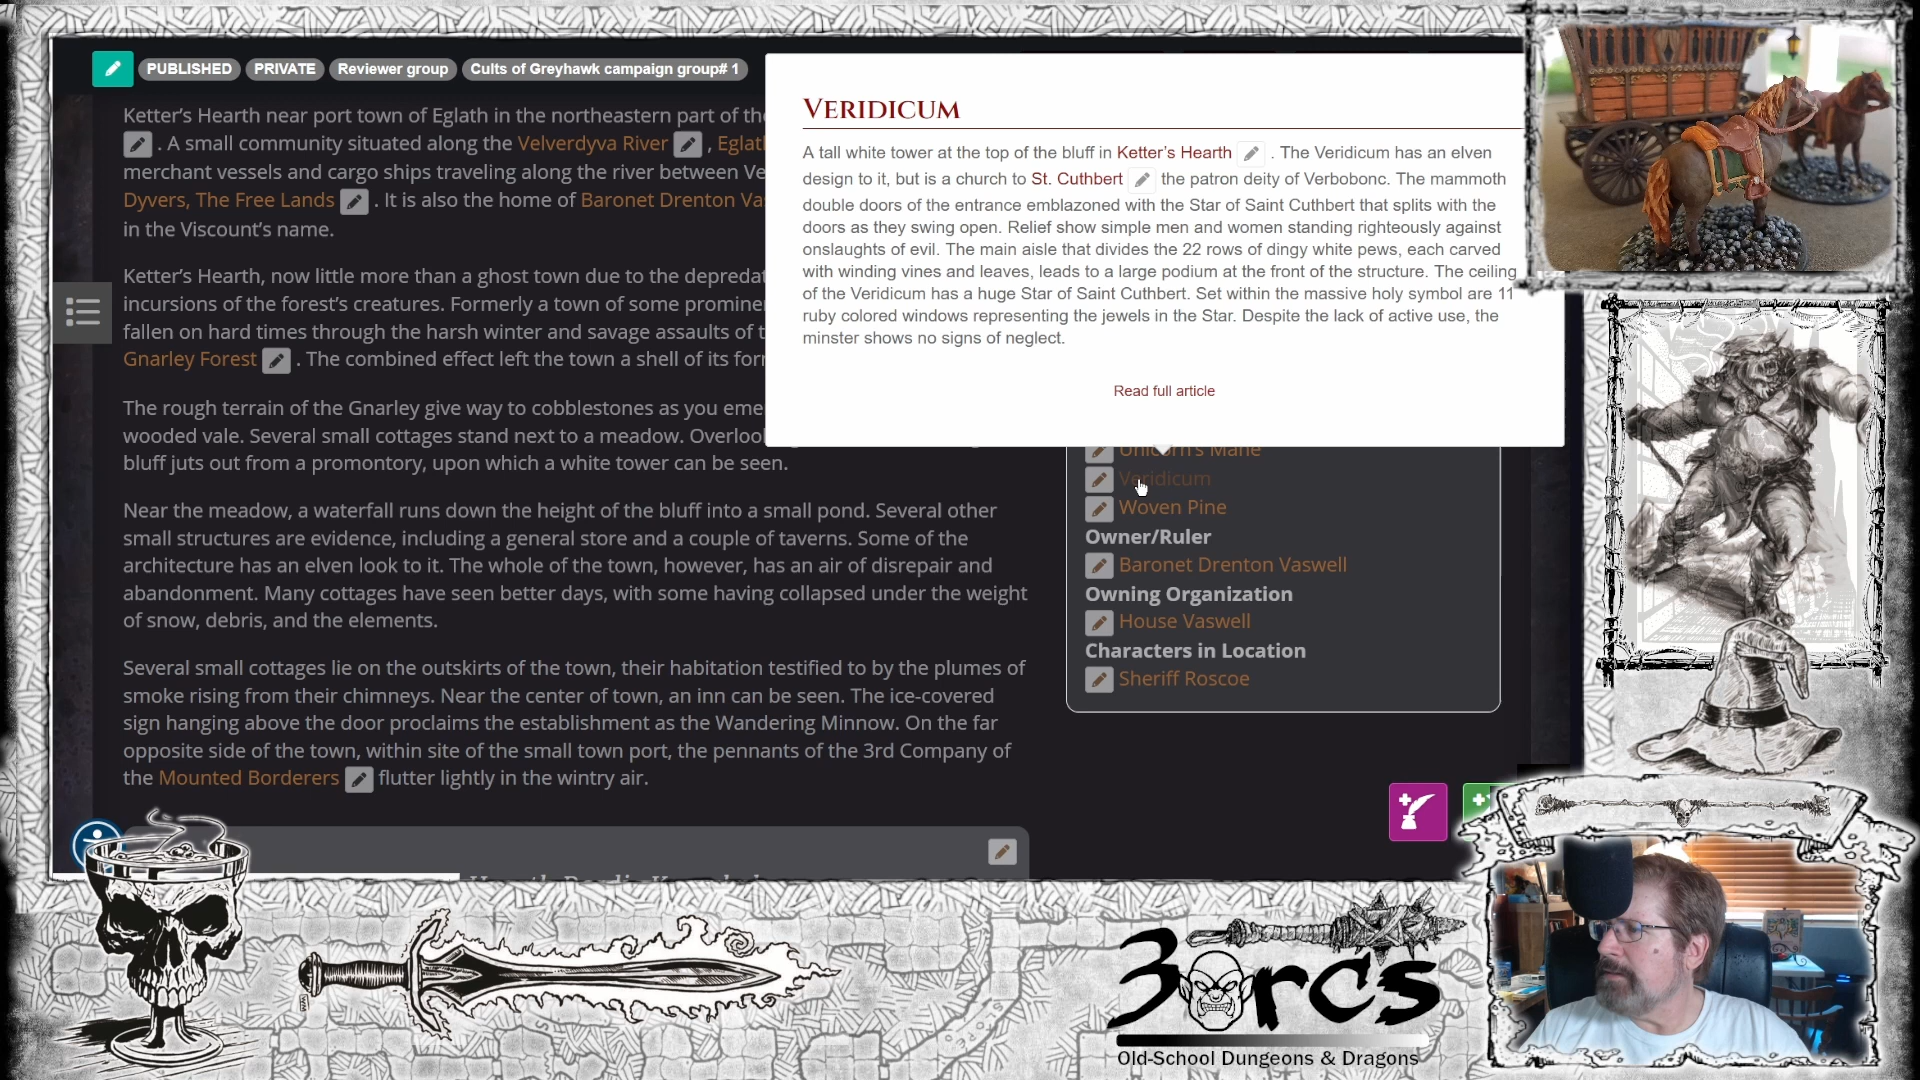 PUBLISHED PRIVATE Reviewer group Cults of Greyhawk campaign group# 1
Ketter's Hearth near port town of Eglath in the northeastern part of the
. A small community situated along the Velverdyva River , Eglath
merchant vessels and cargo ships traveling along the river between Ve
Dyvers, The Free Lands . It is also the home of Baronet Drenton Vas
in the Viscount's name.
Ketter's Hearth, now little more than a ghost town due to the depredat
incursions of the forest's creatures. Formerly a town of some prominen
fallen on hard times through the harsh winter and savage assaults of t
Gnarley Forest . The combined effect left the town a shell of its for
The rough terrain of the Gnarley give way to cobblestones as you eme
wooded vale. Several small cottages stand next to a meadow. Overloo
bluff juts out from a promontory, upon which a white tower can be seen.
Near the meadow, a waterfall runs down the height of the bluff into a small pond. Several other
small structures are evidence, including a general store and a couple of taverns. Some of the
architecture has an elven look to it. The whole of the town, however, has an air of disrepair and
abandonment. Many cottages have seen better days, with some having collapsed under the weight
of snow, debris, and the elements.
Several small cottages lie on the outskirts of the town, their habitation testified to by the plumes of
smoke rising from their chimneys. Near the center of town, an inn can be seen. The ice-covered
sign hanging above the door proclaims the establishment as the Wandering Minnow. On the far
opposite side of the town, within site of the small town port, the pennants of the 3rd Company of
the Mounted Borderers flutter lightly in the wintry air.
VERIDICUM
A tall white tower at the top of the bluff in Ketter's Hearth . The Veridicum has an elven
design to it, but is a church to St. Cuthbert the patron deity of Verbobonc. The mammoth
double doors of the entrance emblazoned with the Star of Saint Cuthbert that splits with the
doors as they swing open. Relief show simple men and women standing righteously against
onslaughts of evil. The main aisle that divides the 22 rows of dingy white pews, each carved
with winding vines and leaves, leads to a large podium at the front of the structure. The ceiling
of the Veridicum has a huge Star of Saint Cuthbert. Set within the massive holy symbol are 11
ruby colored windows representing the jewels in the Star. Despite the lack of active use, the
minster shows no signs of neglect.
Read full article
Unicorn's Mane
Veridicum
Woven Pine
Owner/Ruler
Baronet Drenton Vaswell
Owning Organization
House Vaswell
Characters in Location
Sheriff Roscoe
3 orcs
Old-School Dungeons & Dragons